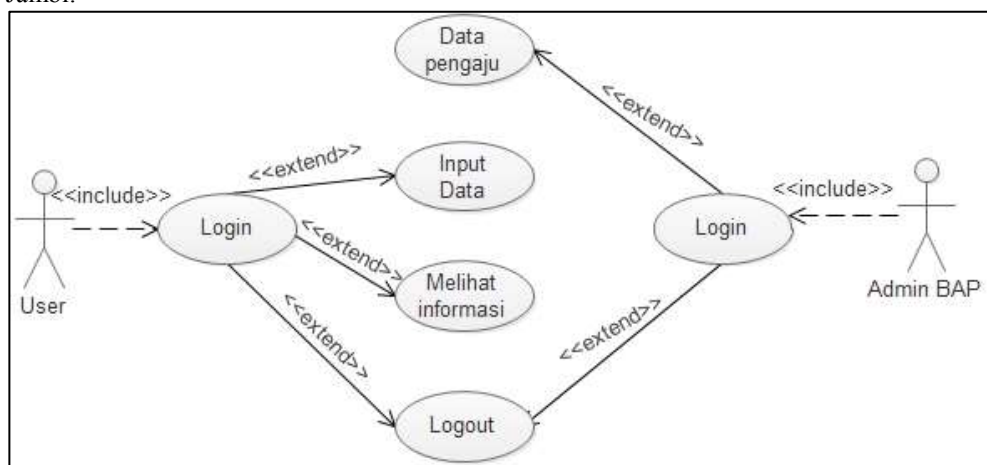 Data
pengaju
<<extend>>
<<extend>>
Input
Data
<<include>>
<<include>>
Login
Login
<<extend>>
Melihat
informasi
User
Admin BAP
<<extend>>
<<extend>>
Logout